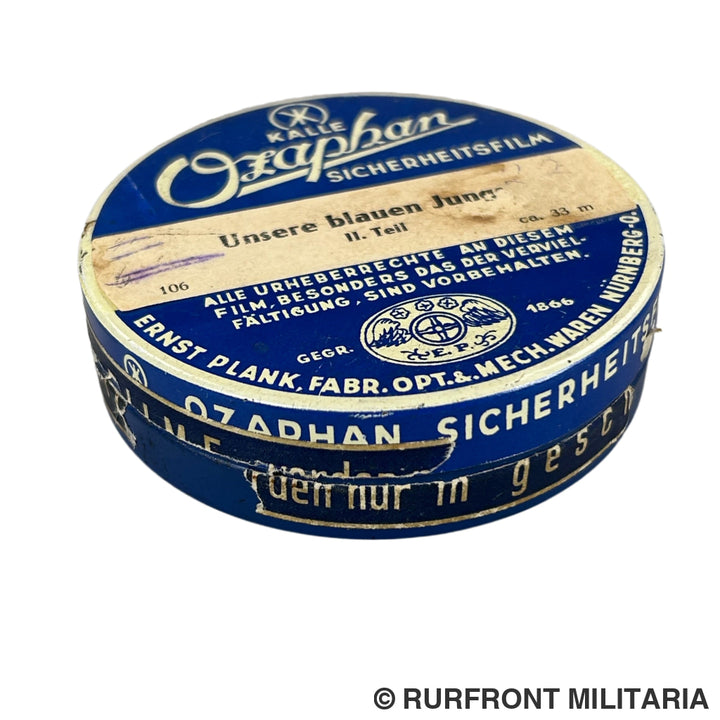 KALLE
Ozaphan
SICHERHEITSFILM
Unsere blauen Jung
II. Teil
ca. 33 m
106
ALLE URHEBERRECHTE AN DIESEM
FILM, BESONDERS DAS DER VERVIEL-
FÄLTIGUNG, SIND VORBEHALTEN.
GEGR.
1866
E.P.
ERNST PLANK, FABR. OPT. & MECH. WAREN NÜRNBERG-O.
OZAPHAN SICHERHEITSF
nur in gesch
© RURFRONT MILITARIA